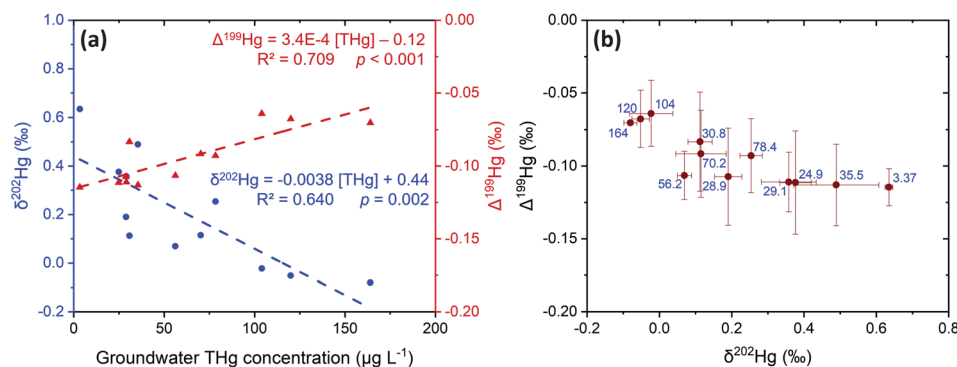 (a)
Δ¹⁹⁹Hg = 3.4E-4 [THg] – 0.12
R² = 0.709 p < 0.001
δ²⁰²Hg = -0.0038 [THg] + 0.44
R² = 0.640 p = 0.002
δ²⁰²Hg (‰)
1.0
0.8
0.6
0.4
0.2
0.0
-0.2
0 50 100 150 200
Groundwater THg concentration (µg L⁻¹)
0.00
-0.05
-0.10
-0.15
-0.20
Δ¹⁹⁹Hg (‰)
(b)
Δ¹⁹⁹Hg (‰)
0.00
-0.05
-0.10
-0.15
-0.20
120 104
164
30.8
70.2
78.4
56.2
28.9
29.1
24.9
35.5
3.37
-0.2 0.0 0.2 0.4 0.6 0.8
δ²⁰²Hg (‰)